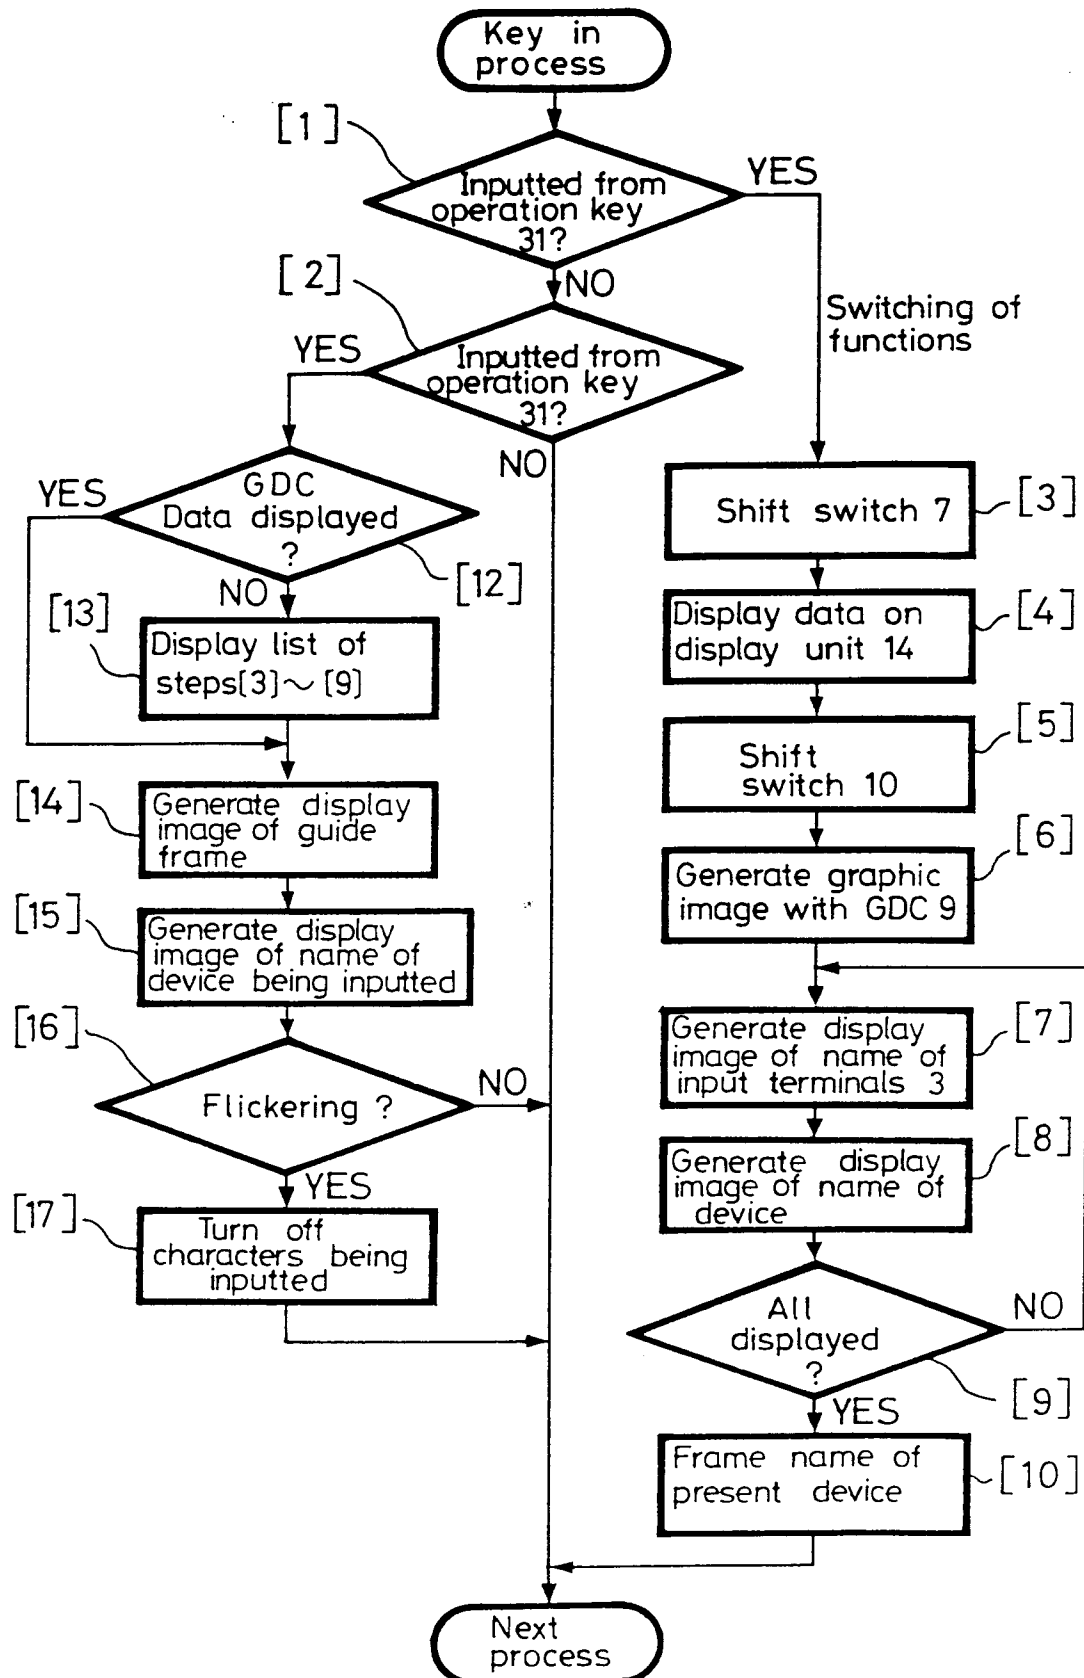 Key in
process
[1]
Inputted from
operation key
31?
YES
NO
[2]
Inputted from
operation key
31?
YES
NO
Switching of
functions
GDC
Data displayed
?
YES
NO
[12]
[13]
Display list of
steps[3]~[9]
[14]
Generate display
image of guide
frame
[15]
Generate display
image of name of
device being inputted
[16]
Flickering ?
NO
YES
[17]
Turn off
characters being
inputted
Shift switch 7
[3]
Display data on
display unit 14
[4]
Shift
switch 10
[5]
Generate graphic
image with GDC 9
[6]
Generate display
image of name of
input terminals 3
[7]
Generate display
image of name of
device
[8]
All
displayed
?
NO
[9]
YES
Frame name of
present device
[10]
Next
process